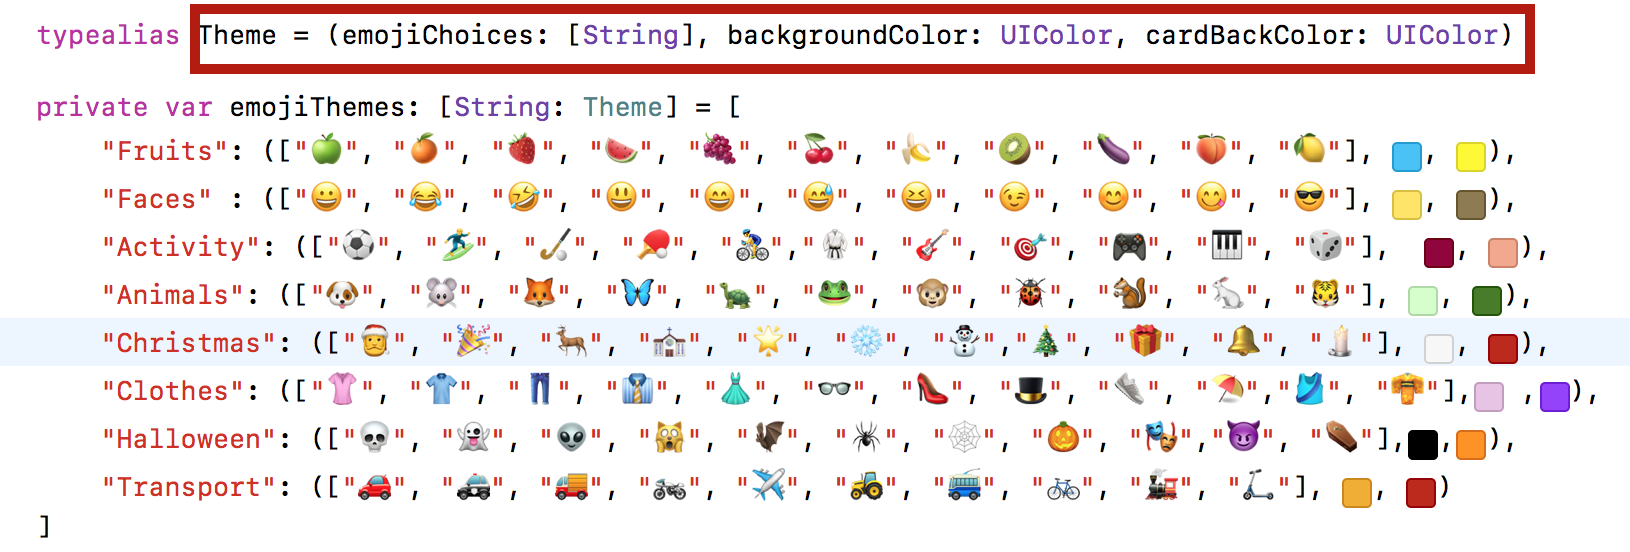 typealias Theme = (emojiChoices: [String], backgroundColor: UIColor, cardBackColor: UIColor)
private var emojiThemes: [String: Theme] = [
"Fruits": (["🍏", "🍊", "🍓", "🍉", "🍇", "🍒", "🍌", "🥝", "🍆", "🍑", "🍋"], 🟦, 🟨),
"Faces" : (["😀", "😂", "🤣", "😃", "😄", "😅", "😆", "😉", "😊", "😋", "😎"], 🟨, 🟫),
"Activity": (["⚽️", "🏄", "🏑", "🏓", "🚴", "🥋", "🎸", "🎯", "🎮", "🎹", "🎲"], , ),
"Animals": (["🐶", "🐭", "🦊", "🦋", "🐢", "🐸", "🐵", "🐞", "🐿", "🐇", "🐯"], , 🟩),
"Christmas": (["🎅", "🎉", "🦌", "⛪️", "🌟", "❄️", "⛄️","🎄", "🎁", "🔔", "🕯"], ⬜, 🟥),
"Clothes": (["👚", "👕", "👖", "👔", "👗", "👓", "👠", "🎩", "👟", "⛱", "🎽", "👘"], ,🟪),
"Halloween": (["💀", "👻", "👽", "🙀", "🦇", "🕷", "🕸", "🎃", "🎭","😈", "⚰️"],⬛, 🟧),
"Transport": (["🚗", "🚓", "🚚", "🏍", "✈️", "🚜", "🚎", "🚲", "🚂", "🛴"], 🟧, 🟥)
]